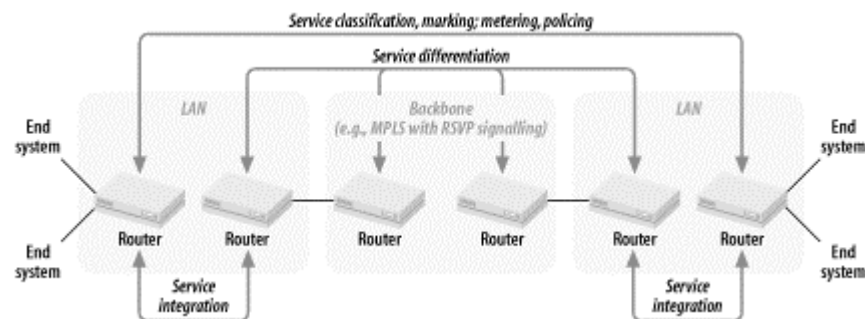 Service classification, marking; metering, policing
Service differentiation
LAN
Backbone
(e.g., MPLS with RSVP signalling)
LAN
End
system
End
system
End
system
End
system
Router
Router
Router
Router
Router
Router
Service
integration
Service
integration